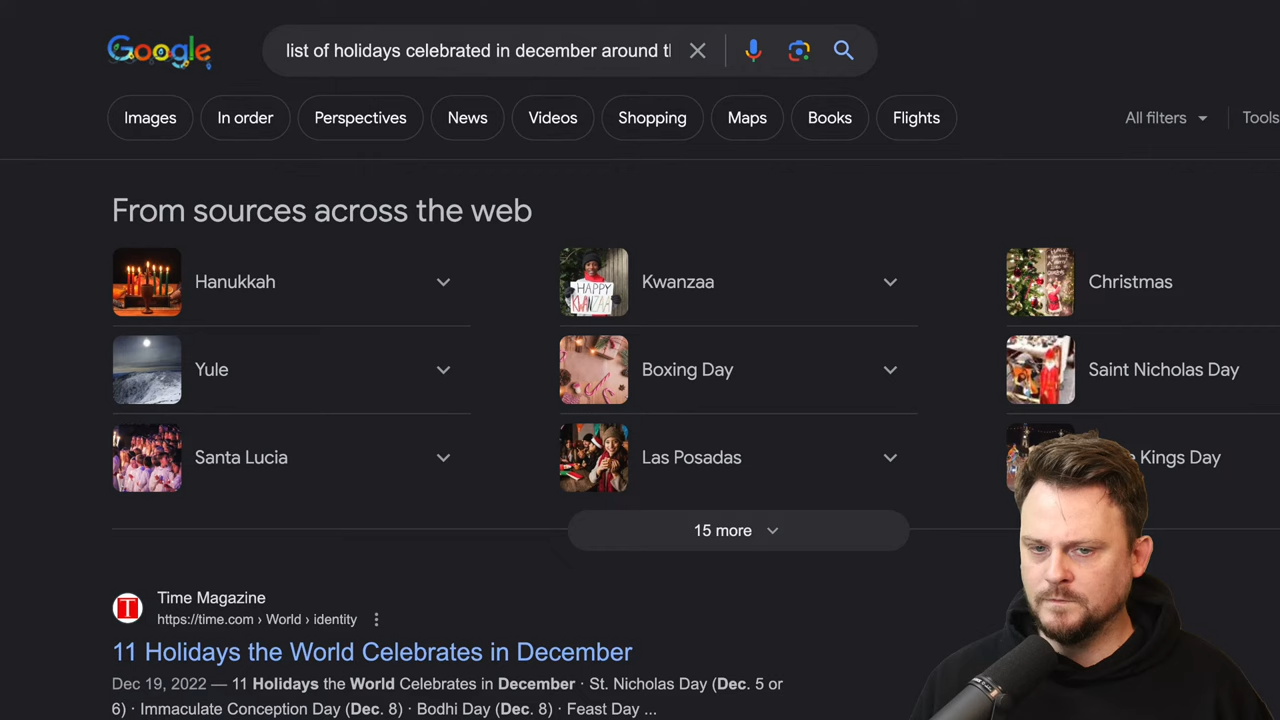 Google
list of holidays celebrated in december around t
Images
In order
Perspectives
News
Videos
Shopping
Maps
Books
Flights
All filters
Tools
From sources across the web
Hanukkah
Kwanzaa
Christmas
HAPPY
KWANZAA
Yule
Boxing Day
Saint Nicholas Day
Santa Lucia
Las Posadas
Kings Day
15 more
T
Time Magazine
https://time.com › World › identity
11 Holidays the World Celebrates in December
Dec 19, 2022 — 11 Holidays the World Celebrates in December · St. Nicholas Day (Dec. 5 or
6) · Immaculate Conception Day (Dec. 8) · Bodhi Day (Dec. 8) · Feast Day ...